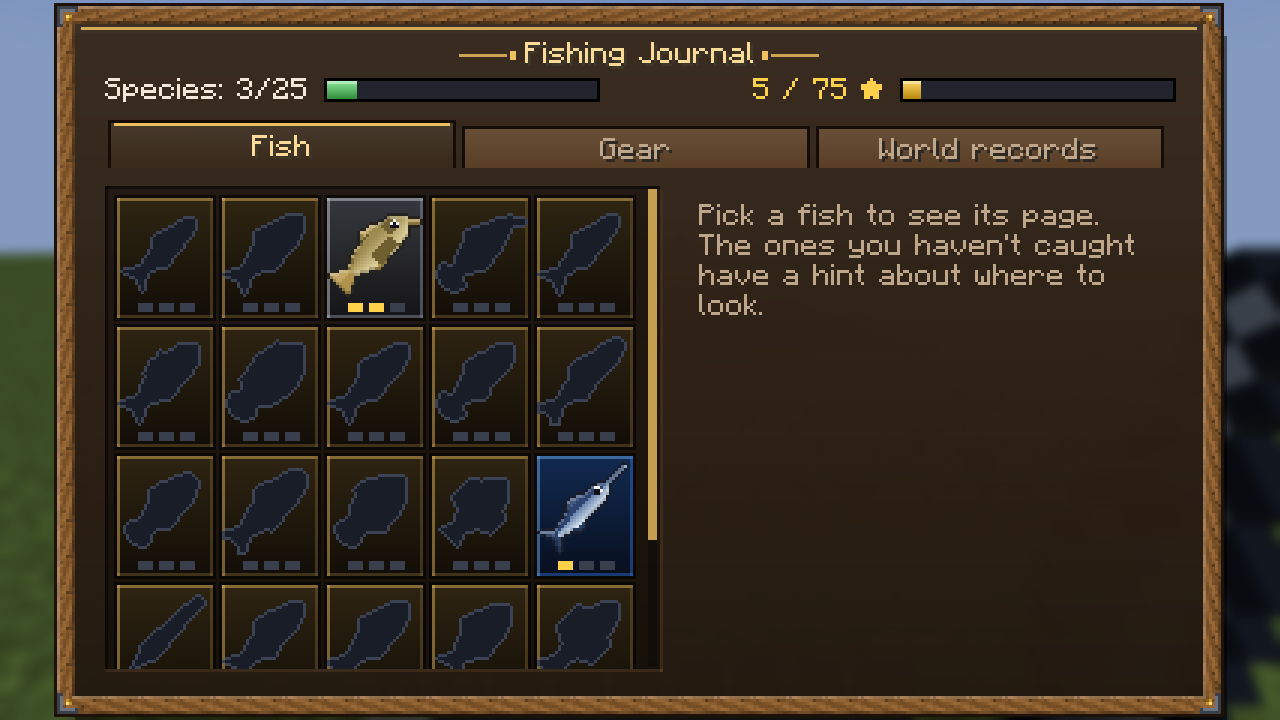 Fishing Journal
Species: 3/25
5 / 75
Fish
Gear
World records
Pick a fish to see its page.
The ones you haven't caught
have a hint about where to
look.